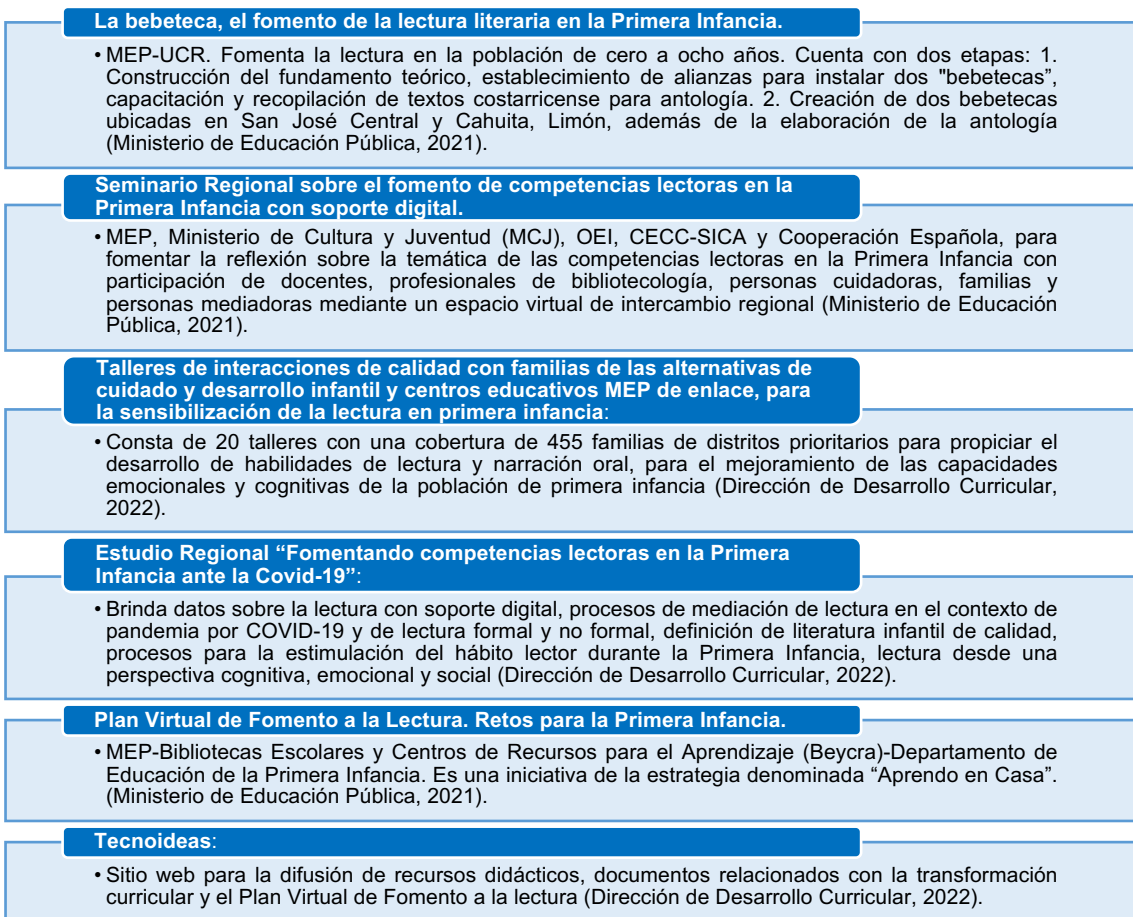 La bebeteca, el fomento de la lectura literaria en la Primera Infancia.
• MEP-UCR. Fomenta la lectura en la población de cero a ocho años. Cuenta con dos etapas: 1.
Construcción del fundamento teórico, establecimiento de alianzas para instalar dos "bebetecas”,
capacitación y recopilación de textos costarricense para antología. 2. Creación de dos bebetecas
ubicadas en San José Central y Cahuita, Limón, además de la elaboración de la antología
(Ministerio de Educación Pública, 2021).
Seminario Regional sobre el fomento de competencias lectoras en la
Primera Infancia con soporte digital.
• MEP, Ministerio de Cultura y Juventud (MCJ), OEI, CECC-SICA y Cooperación Española, para
fomentar la reflexión sobre la temática de las competencias lectoras en la Primera Infancia con
participación de docentes, profesionales de bibliotecología, personas cuidadoras, familias y
personas mediadoras mediante un espacio virtual de intercambio regional (Ministerio de Educación
Pública, 2021).
Talleres de interacciones de calidad con familias de las alternativas de
cuidado y desarrollo infantil y centros educativos MEP de enlace, para
la sensibilización de la lectura en primera infancia:
• Consta de 20 talleres con una cobertura de 455 familias de distritos prioritarios para propiciar el
desarrollo de habilidades de lectura y narración oral, para el mejoramiento de las capacidades
emocionales y cognitivas de la población de primera infancia (Dirección de Desarrollo Curricular,
2022).
Estudio Regional “Fomentando competencias lectoras en la Primera
Infancia ante la Covid-19”:
• Brinda datos sobre la lectura con soporte digital, procesos de mediación de lectura en el contexto de
pandemia por COVID-19 y de lectura formal y no formal, definición de literatura infantil de calidad,
procesos para la estimulación del hábito lector durante la Primera Infancia, lectura desde una
perspectiva cognitiva, emocional y social (Dirección de Desarrollo Curricular, 2022).
Plan Virtual de Fomento a la Lectura. Retos para la Primera Infancia.
• MEP-Bibliotecas Escolares y Centros de Recursos para el Aprendizaje (Beycra)-Departamento de
Educación de la Primera Infancia. Es una iniciativa de la estrategia denominada “Aprendo en Casa”.
(Ministerio de Educación Pública, 2021).
Tecnoideas:
• Sitio web para la difusión de recursos didácticos, documentos relacionados con la transformación
curricular y el Plan Virtual de Fomento a la lectura (Dirección de Desarrollo Curricular, 2022).